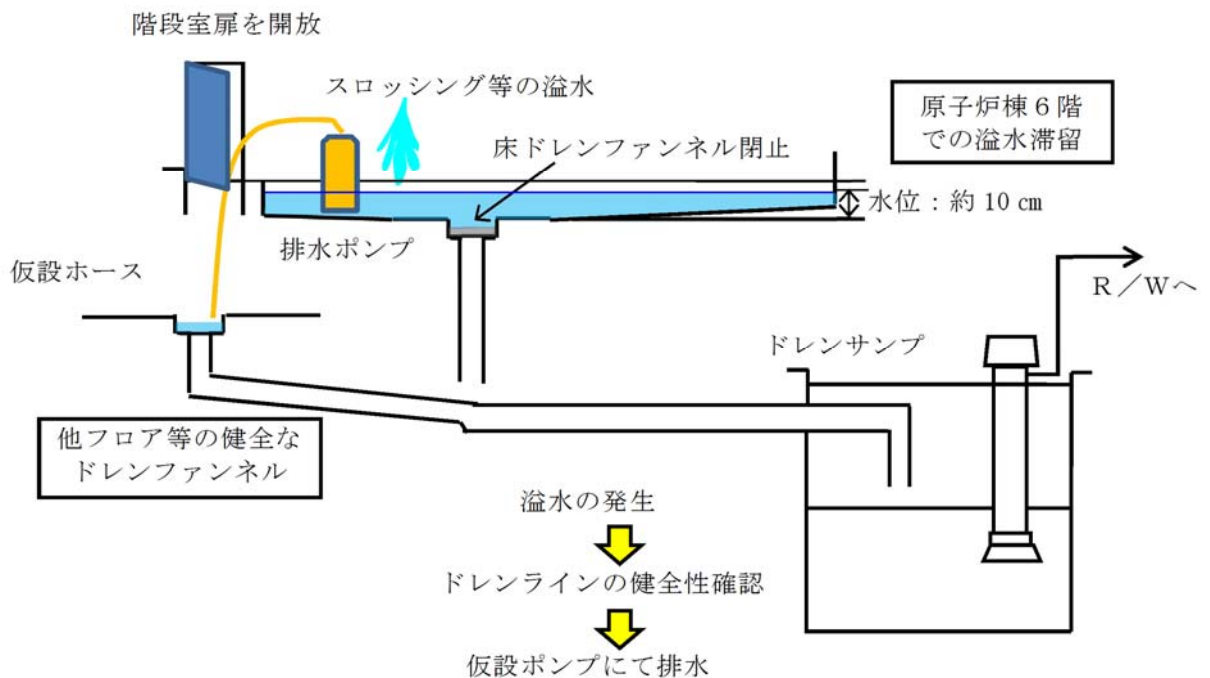 階段室扉を開放
スロッシング等の溢水
原子炉棟６階
での溢水滞留
床ドレンファンネル閉止
水位：約 10 ㎝
排水ポンプ
仮設ホース
Ｒ／Ｗへ
ドレンサンプ
他フロア等の健全な
ドレンファンネル
溢水の発生
ドレンラインの健全性確認
仮設ポンプにて排水